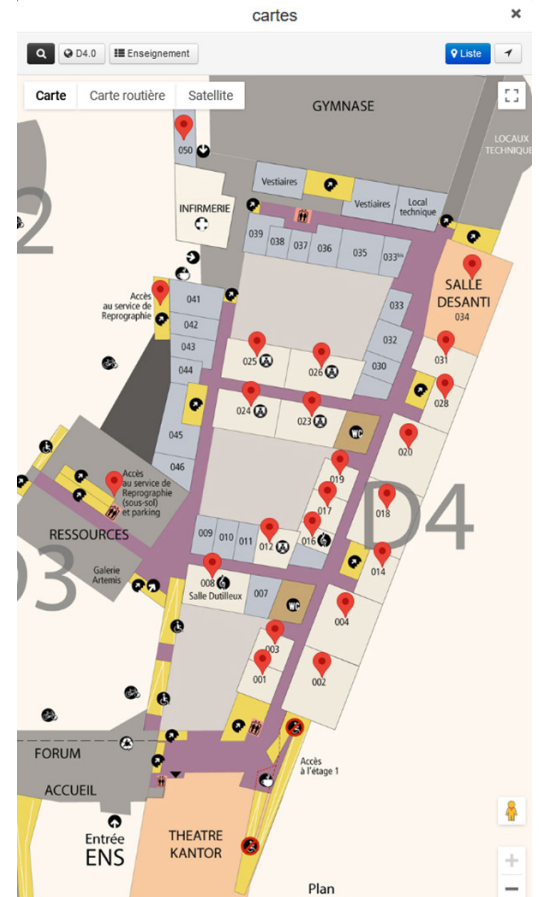 cartes ×
D4.0 Enseignement Liste
Carte Carte routière Satellite
GYMNASE
LOCAUX
TECHNIQUE
050
Vestiaires
Vestiaires
Local
technique
INFIRMERIE
2
039 038 037 036 035 033bis
SALLE
DESANTI
034
Accès
au service de
Reprographie
041
042
043
044
033
032
030
031
028
025
026
024
023
WC
045
046
020
019
017
016
018
D4
Accès
au service de
Reprographie
(sous-sol)
et parking
RESSOURCES
009 010 011
012
014
Galerie
Artemis
03
008
Salle Dutilleux
007
WC
004
003
001
002
FORUM
ACCUEIL
Accès
à l'étage 1
Entrée
ENS
THEATRE
KANTOR
Plan